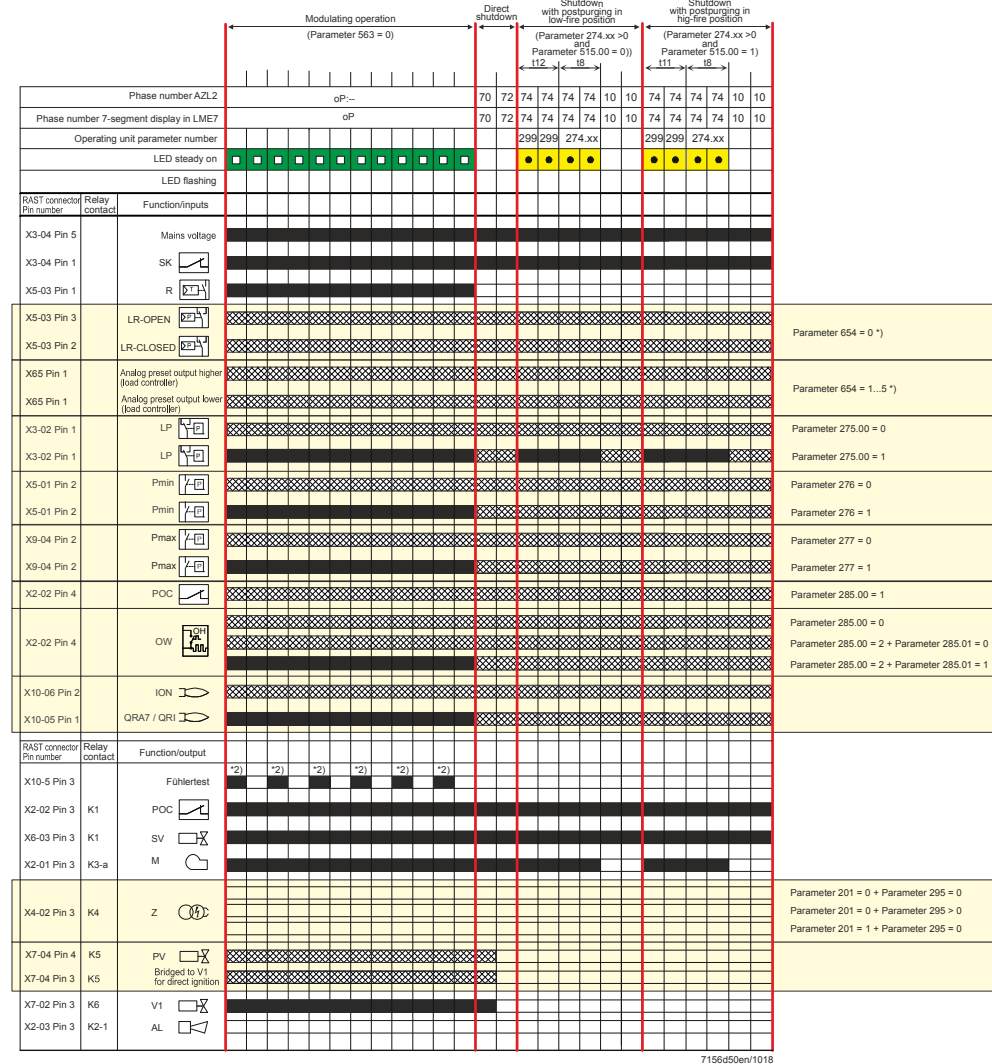 Modulating operation
(Parameter 563 = 0)
Direct
shutdown
Shutdown
with postpurging in
low-fire position
(Parameter 274.xx >0
and
Parameter 515.00 = 0))
t12 t8
Shutdown
with postpurging in
hig-fire position
(Parameter 274.xx >0
and
Parameter 515.00 = 1)
t11 t8
Phase number AZL2 oP:-- 70 72 74 74 74 74 10 10 74 74 74 74 10 10
Phase number 7-segment display in LME7 oP 70 72 74 74 74 74 10 10 74 74 74 74 10 10
Operating unit parameter number 299 299 274.xx 299 299 274.xx
LED steady on
LED flashing
RAST connector Pin number Relay contact Function/inputs
X3-04 Pin 5 Mains voltage
X3-04 Pin 1 SK
X5-03 Pin 1 R T
X5-03 Pin 3 LR-OPEN P Parameter 654 = 0 *)
X5-03 Pin 2 LR-CLOSED P
X65 Pin 1 Analog preset output higher (load controller) Parameter 654 = 1...5 *)
X65 Pin 1 Analog preset output lower (load controller)
X3-02 Pin 1 LP P Parameter 275.00 = 0
X3-02 Pin 1 LP P Parameter 275.00 = 1
X5-01 Pin 2 Pmin P Parameter 276 = 0
X5-01 Pin 2 Pmin P Parameter 276 = 1
X9-04 Pin 2 Pmax P Parameter 277 = 0
X9-04 Pin 2 Pmax P Parameter 277 = 1
X2-02 Pin 4 POC Parameter 285.00 = 1
Parameter 285.00 = 0
X2-02 Pin 4 OW OH Parameter 285.00 = 2 + Parameter 285.01 = 0
Parameter 285.00 = 2 + Parameter 285.01 = 1
X10-06 Pin 2 ION
X10-05 Pin 1 QRA7 / QRI
RAST connector Pin number Relay contact Function/output
*2) *2) *2) *2) *2) *2)
X10-5 Pin 3 Fühlertest
X2-02 Pin 3 K1 POC
X6-03 Pin 3 K1 SV
X2-01 Pin 3 K3-a M
Parameter 201 = 0 + Parameter 295 = 0
X4-02 Pin 3 K4 Z Parameter 201 = 0 + Parameter 295 > 0
Parameter 201 = 1 + Parameter 295 = 0
X7-04 Pin 4 K5 PV
X7-04 Pin 3 K5 Bridged to V1 for direct ignition
X7-02 Pin 3 K6 V1
X2-03 Pin 3 K2-1 AL
7156d50en/1018